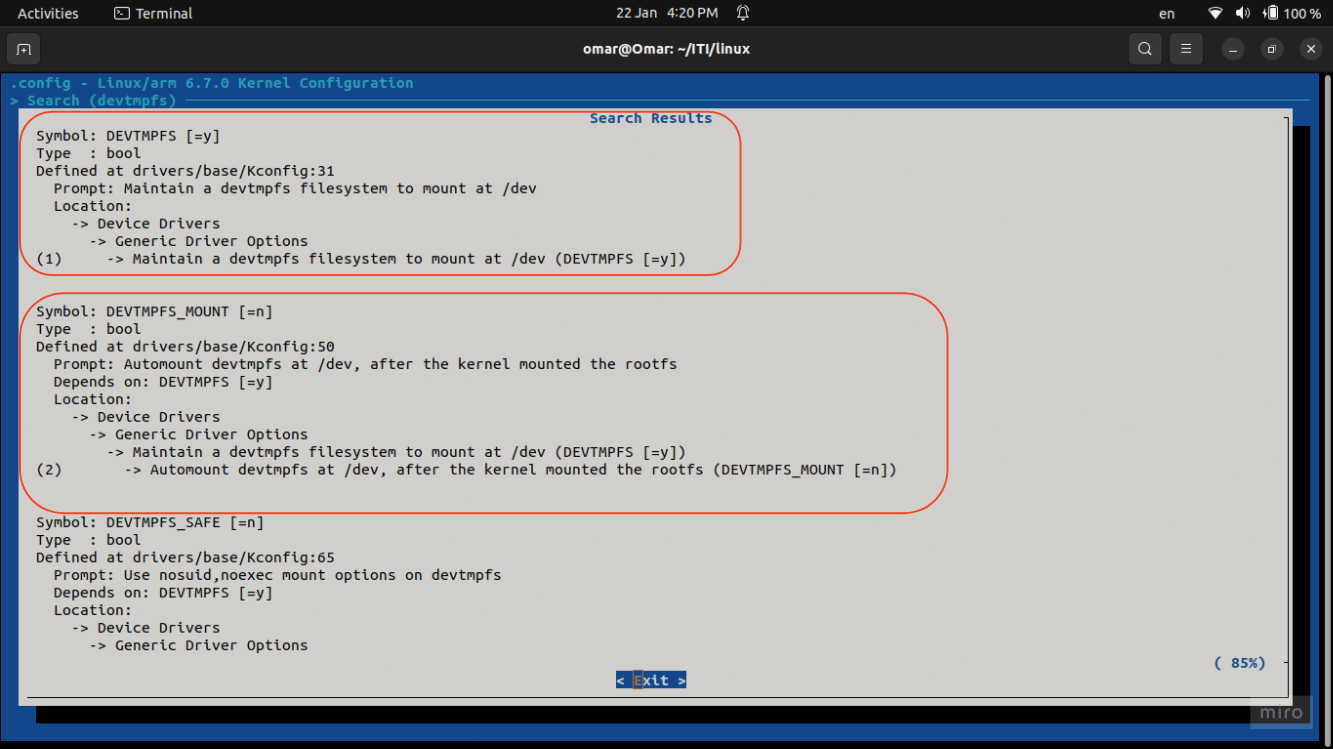 Activities Terminal 22 Jan 4:20 PM en 100 %
omar@Omar: ~/ITI/linux
.config - Linux/arm 6.7.0 Kernel Configuration
> Search (devtmpfs)
Search Results
Symbol: DEVTMPFS [=y]
Type  : bool
Defined at drivers/base/Kconfig:31
  Prompt: Maintain a devtmpfs filesystem to mount at /dev
  Location:
    -> Device Drivers
      -> Generic Driver Options
(1)     -> Maintain a devtmpfs filesystem to mount at /dev (DEVTMPFS [=y])
Symbol: DEVTMPFS_MOUNT [=n]
Type  : bool
Defined at drivers/base/Kconfig:50
  Prompt: Automount devtmpfs at /dev, after the kernel mounted the rootfs
  Depends on: DEVTMPFS [=y]
  Location:
    -> Device Drivers
      -> Generic Driver Options
        -> Maintain a devtmpfs filesystem to mount at /dev (DEVTMPFS [=y])
(2)       -> Automount devtmpfs at /dev, after the kernel mounted the rootfs (DEVTMPFS_MOUNT [=n])
Symbol: DEVTMPFS_SAFE [=n]
Type  : bool
Defined at drivers/base/Kconfig:65
  Prompt: Use nosuid,noexec mount options on devtmpfs
  Depends on: DEVTMPFS [=y]
  Location:
    -> Device Drivers
      -> Generic Driver Options
( 85%)
< Exit >
miro